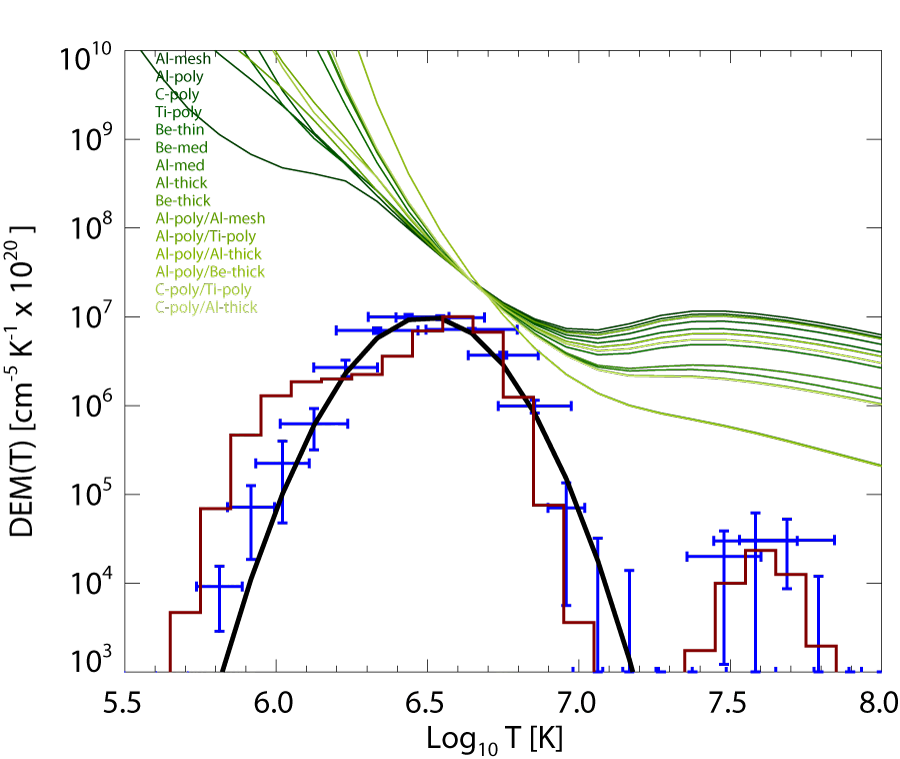 10^10
Al-mesh
Al-poly
C-poly
Ti-poly
10^9
Be-thin
Be-med
Al-med
Al-thick
Be-thick
10^8
Al-poly/Al-mesh
Al-poly/Ti-poly
Al-poly/Al-thick
Al-poly/Be-thick
C-poly/Ti-poly
C-poly/Al-thick
10^7
10^6
10^5
10^4
10^3
DEM(T) [cm^-5 K^-1 x 10^20 ]
5.5 6.0 6.5 7.0 7.5 8.0
Log_10 T [K]